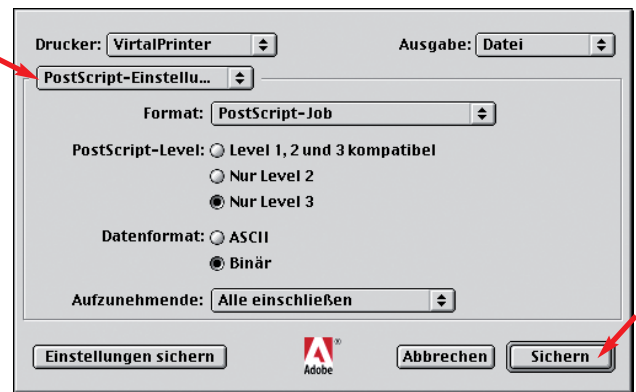 Drucker: VirtalPrinter Ausgabe: Datei
PostScript-Einstellu...
Format: PostScript-Job
PostScript-Level: Level 1, 2 und 3 kompatibel
Nur Level 2
Nur Level 3
Datenformat: ASCII
Binär
Aufzunehmende: Alle einschließen
Einstellungen sichern Adobe® Abbrechen Sichern